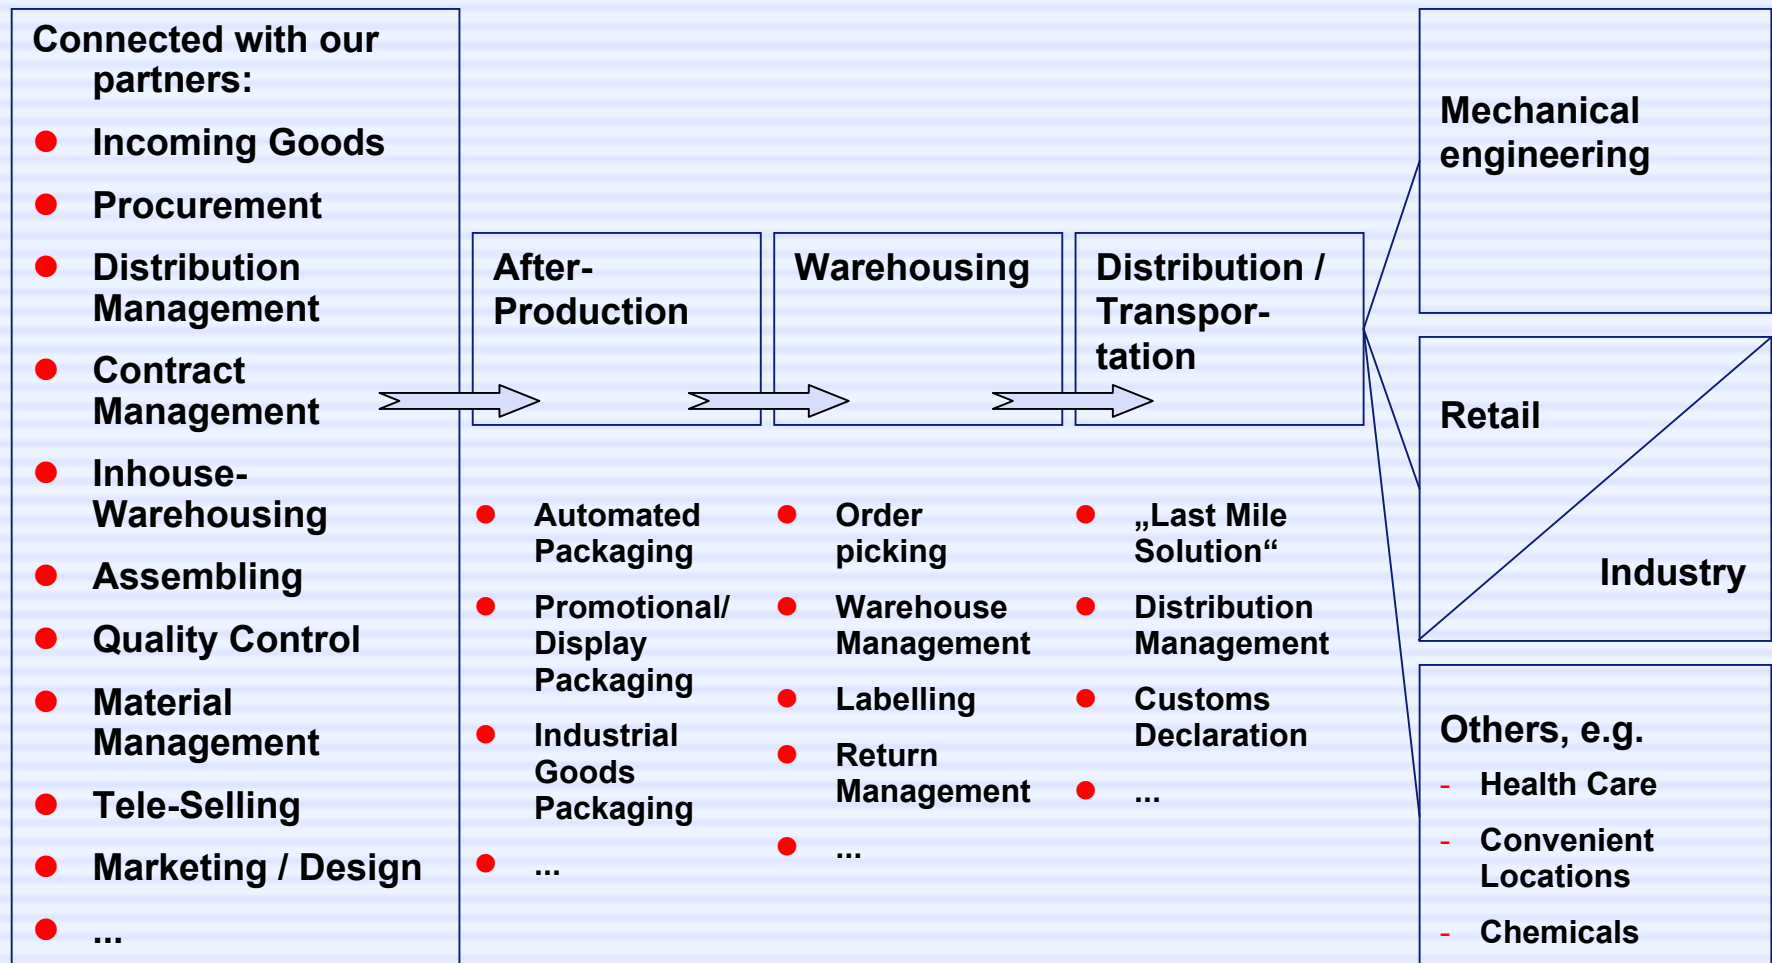 Connected with our
partners:
Incoming Goods
Procurement
Distribution
Management
Contract
Management
Inhouse-
Warehousing
Assembling
Quality Control
Material
Management
Tele-Selling
Marketing / Design
...
After-
Production
Automated
Packaging
Promotional/
Display
Packaging
Industrial
Goods
Packaging
...
Warehousing
Order
picking
Warehouse
Management
Labelling
Return
Management
...
Distribution /
Transpor-
tation
„Last Mile
Solution“
Distribution
Management
Customs
Declaration
...
Mechanical
engineering
Retail
Industry
Others, e.g.
- Health Care
- Convenient
Locations
- Chemicals